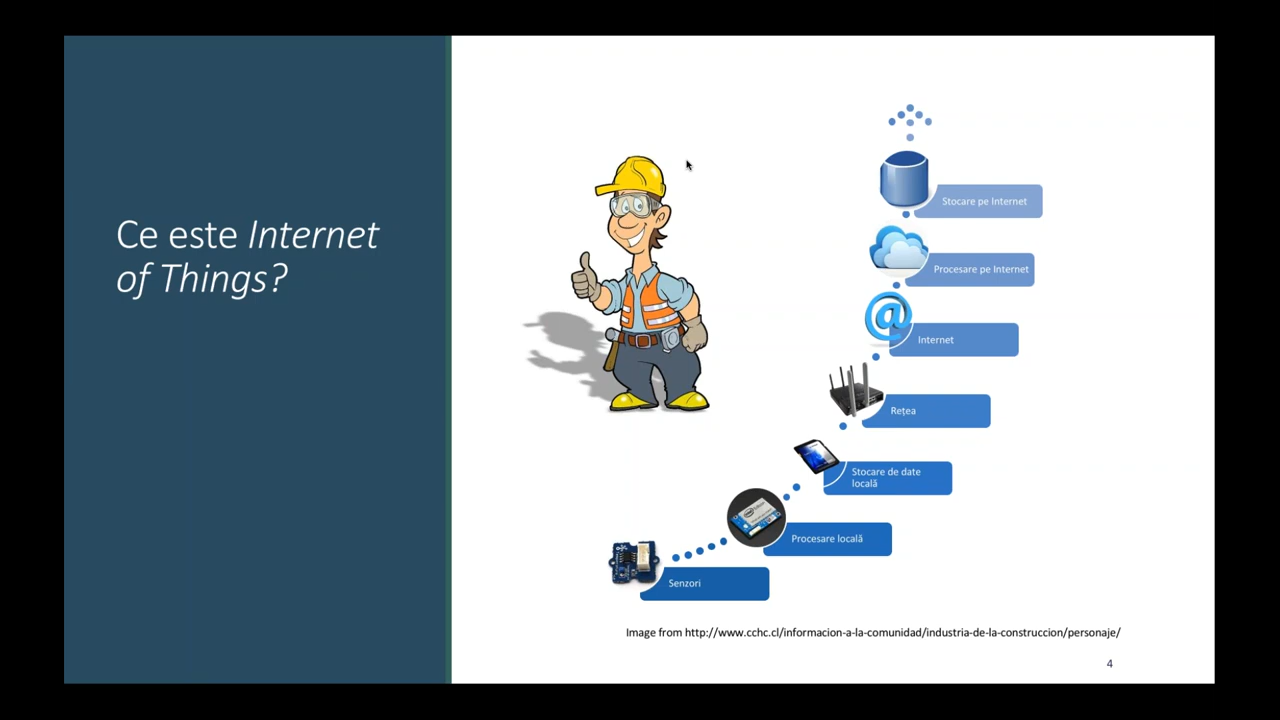 Ce este Internet
of Things?
Stocare pe Internet
Procesare pe Internet
@
Internet
Rețea
Stocare de date
locală
Procesare locală
Senzori
Image from http://www.cchc.cl/informacion-a-la-comunidad/industria-de-la-construccion/personaje/
4